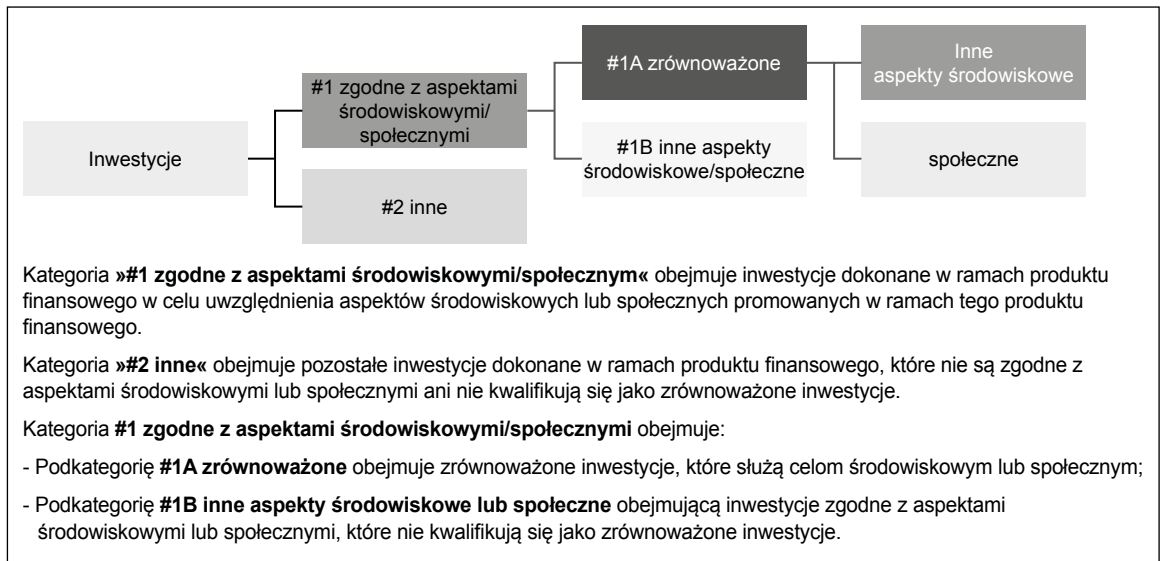 Inwestycje
#1 zgodne z aspektami
środowiskowymi/
społecznymi
#2 inne
#1A zrównoważone
#1B inne aspekty
środowiskowe/społeczne
Inne
aspekty środowiskowe
społeczne
Kategoria »#1 zgodne z aspektami środowiskowymi/społecznym« obejmuje inwestycje dokonane w ramach produktu
finansowego w celu uwzględnienia aspektów środowiskowych lub społecznych promowanych w ramach tego produktu
finansowego.
Kategoria »#2 inne« obejmuje pozostałe inwestycje dokonane w ramach produktu finansowego, które nie są zgodne z
aspektami środowiskowymi lub społecznymi ani nie kwalifikują się jako zrównoważone inwestycje.
Kategoria #1 zgodne z aspektami środowiskowymi/społecznymi obejmuje:
- Podkategorię #1A zrównoważone obejmuje zrównoważone inwestycje, które służą celom środowiskowym lub społecznym;
- Podkategorię #1B inne aspekty środowiskowe lub społeczne obejmującą inwestycje zgodne z aspektami
środowiskowymi lub społecznymi, które nie kwalifikują się jako zrównoważone inwestycje.